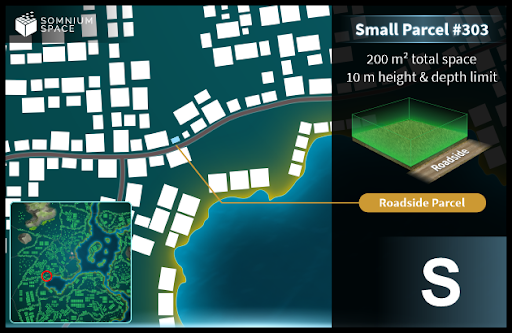 SOMNIUM
SPACE
Small Parcel #303
200 m² total space
10 m height & depth limit
Roadside
Roadside Parcel
S